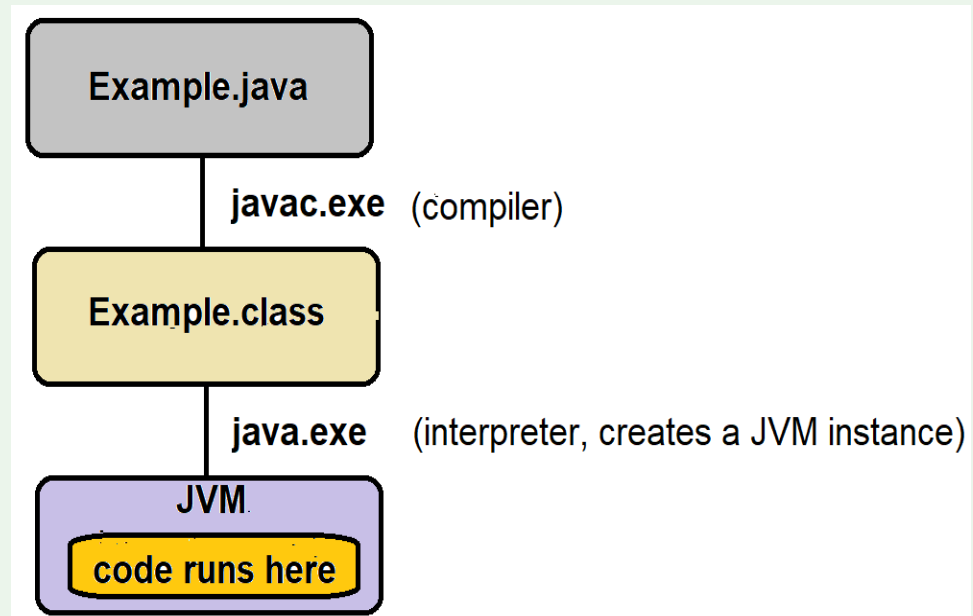 Example.java
javac.exe (compiler)
Example.class
java.exe (interpreter, creates a JVM instance)
JVM
code runs here